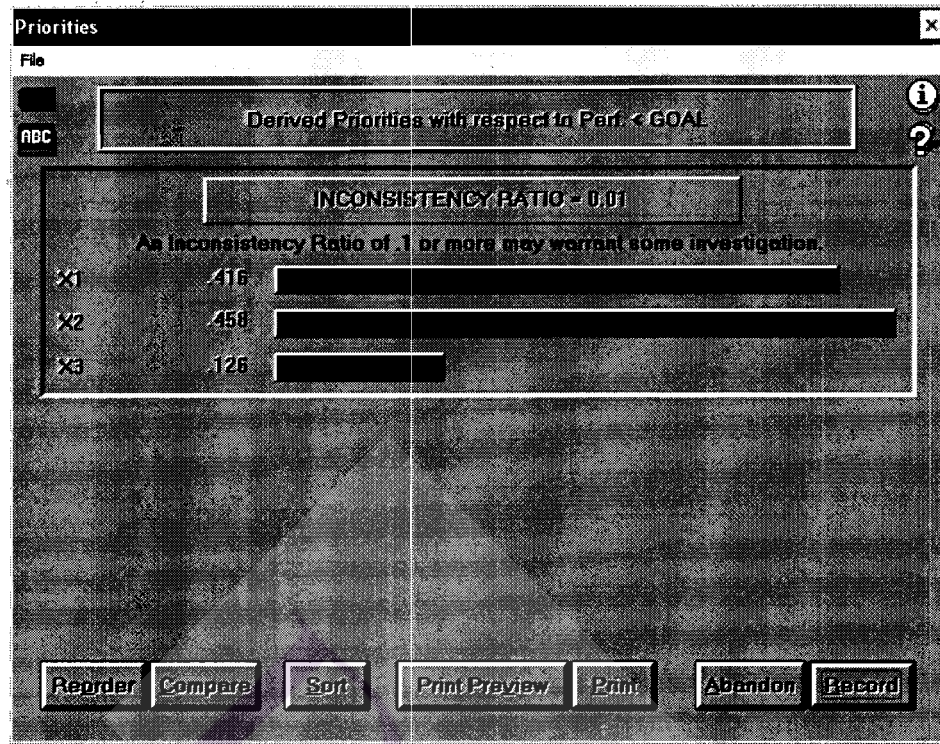 Priorities
File
ABC
Derived Priorities with respect to Perf. < GOAL
INCONSISTENCY RATIO = 0.01
An Inconsistency Ratio of .1 or more may warrant some investigation.
X1 .416
X2 .458
X3 .126
Reorder Compare Sort Print Preview Print Abandon Record